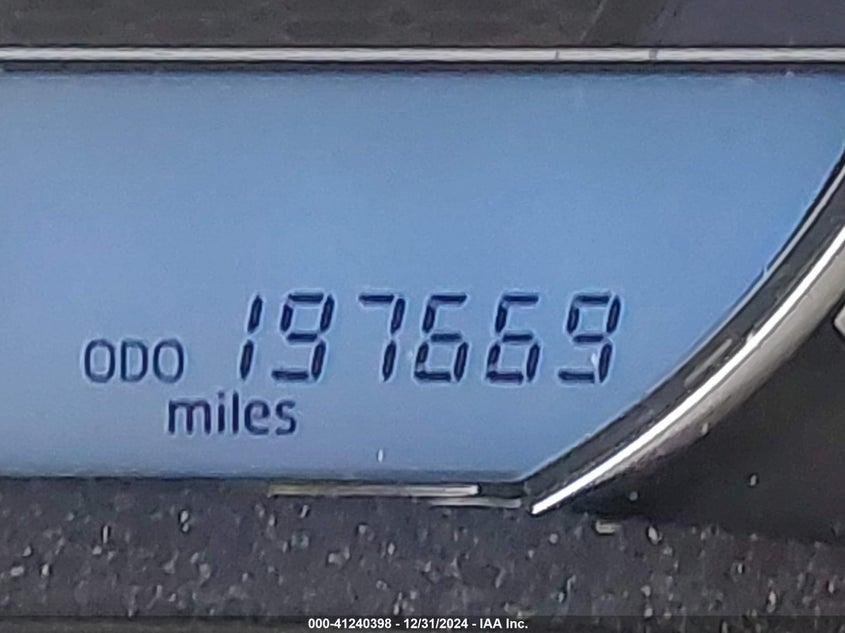 ODO 197669
miles
000-41240398 - 12/31/2024 - IAA Inc.